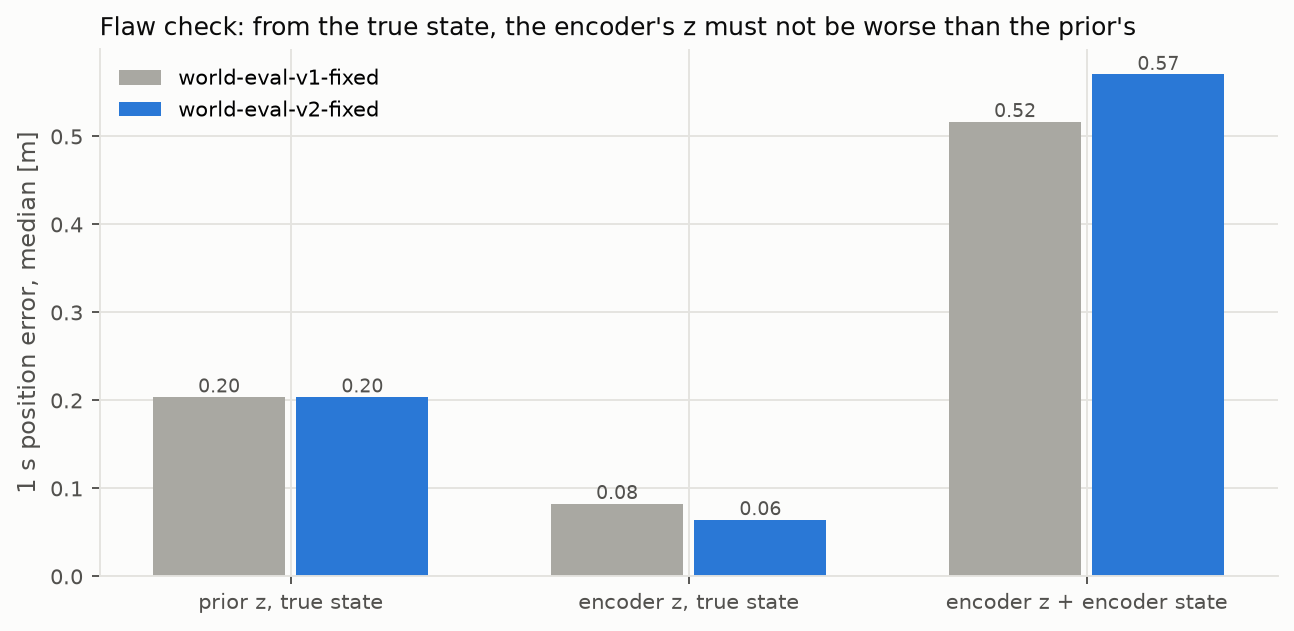 Flaw check: from the true state, the encoder's z must not be worse than the prior's
world-eval-v1-fixed
world-eval-v2-fixed
1 s position error, median [m]
0.5
0.4
0.3
0.2
0.1
0.0
0.20
0.20
0.08
0.06
0.52
0.57
prior z, true state
encoder z, true state
encoder z + encoder state